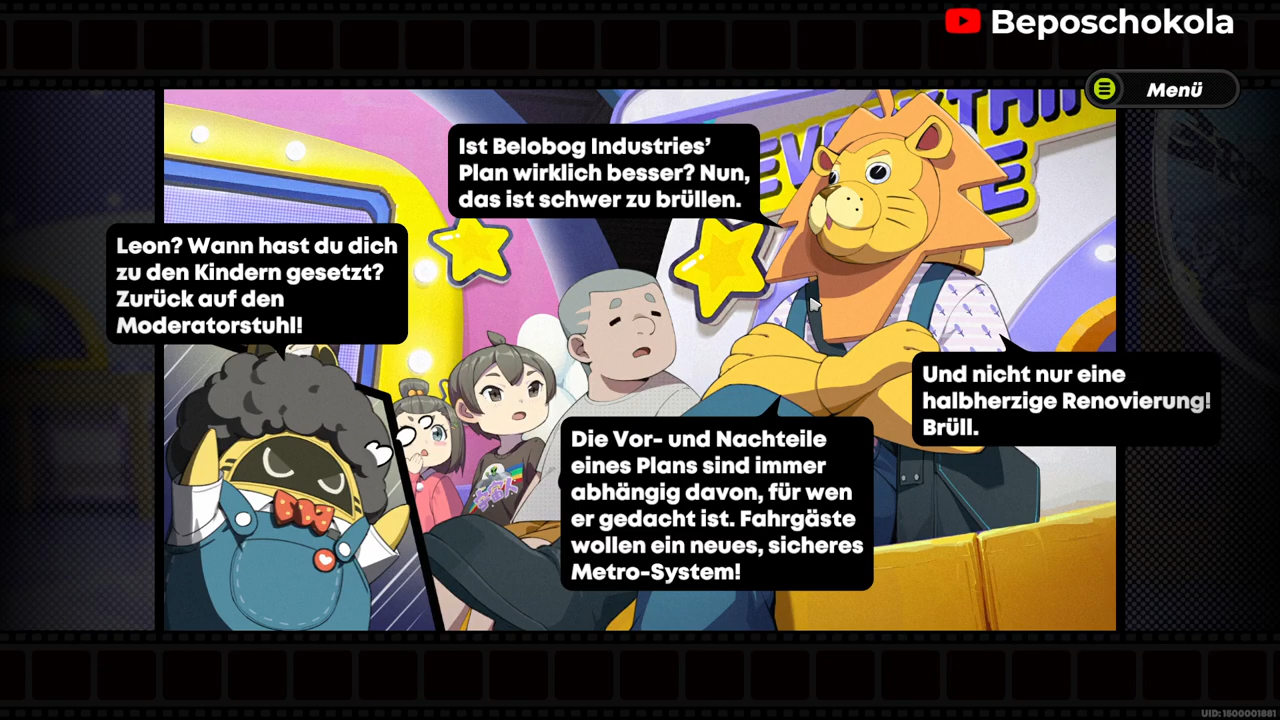 Beposchokola
Menü
Ist Belobog Industries’
Plan wirklich besser? Nun,
das ist schwer zu brüllen.
Leon? Wann hast du dich
zu den Kindern gesetzt?
Zurück auf den
Moderatorstuhl!
Und nicht nur eine
halbherzige Renovierung!
Brüll.
Die Vor- und Nachteile
eines Plans sind immer
abhängig davon, für wen
er gedacht ist. Fahrgäste
wollen ein neues, sicheres
Metro-System!
UID: 1500001881